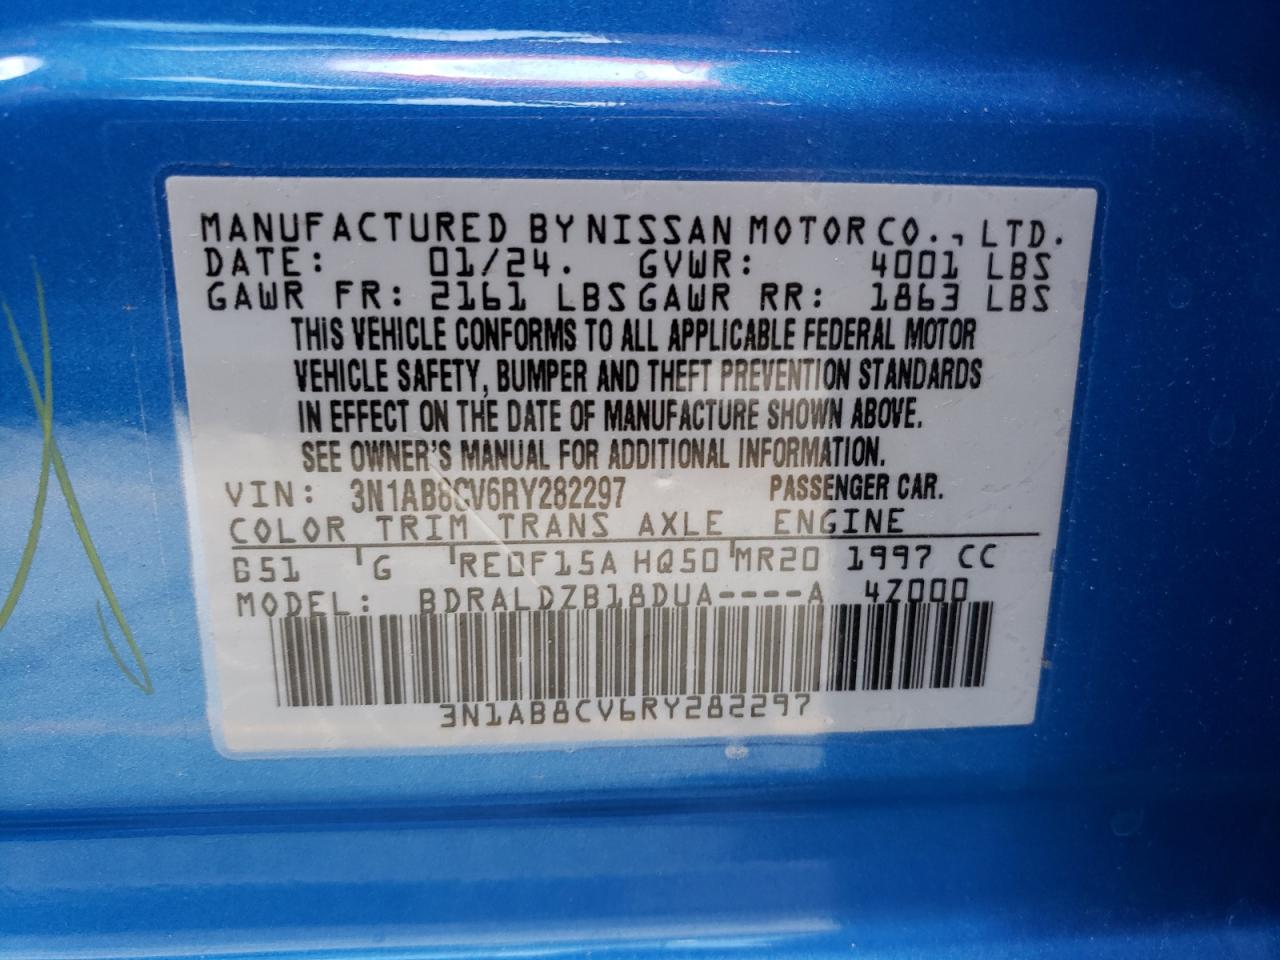 MANUFACTURED BY NISSAN MOTOR CO., LTD.
DATE: 01/24. GVWR: 4001 LBS
GAWR FR: 2161 LBS GAWR RR: 1863 LBS
THIS VEHICLE CONFORMS TO ALL APPLICABLE FEDERAL MOTOR
VEHICLE SAFETY, BUMPER AND THEFT PREVENTION STANDARDS
IN EFFECT ON THE DATE OF MANUFACTURE SHOWN ABOVE.
SEE OWNER'S MANUAL FOR ADDITIONAL INFORMATION.
VIN: 3N1AB8CV6RY282297 PASSENGER CAR.
COLOR TRIM TRANS AXLE ENGINE
B51 G RE0F15A HQ50 MR20 1997 CC
MODEL: BDRALDZB18DUA----A 4Z000
3N1AB8CV6RY282297